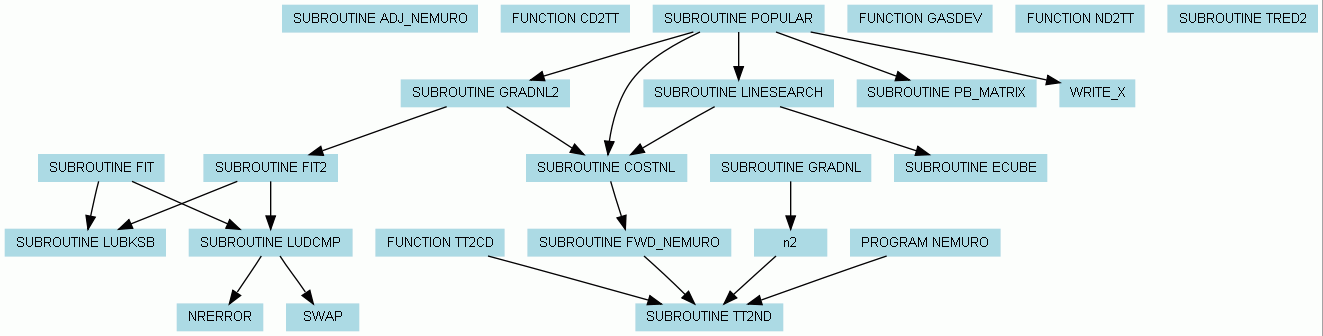 SUBROUTINE ADJ_NEMURO
FUNCTION CD2TT
SUBROUTINE POPULAR
FUNCTION GASDEV
FUNCTION ND2TT
SUBROUTINE TRED2
SUBROUTINE GRADNL2
SUBROUTINE LINESEARCH
SUBROUTINE PB_MATRIX
WRITE_X
SUBROUTINE FIT
SUBROUTINE FIT2
SUBROUTINE COSTNL
SUBROUTINE GRADNL
SUBROUTINE ECUBE
SUBROUTINE LUBKSB
SUBROUTINE LUDCMP
FUNCTION TT2CD
SUBROUTINE FWD_NEMURO
n2
PROGRAM NEMURO
NRERROR
SWAP
SUBROUTINE TT2ND